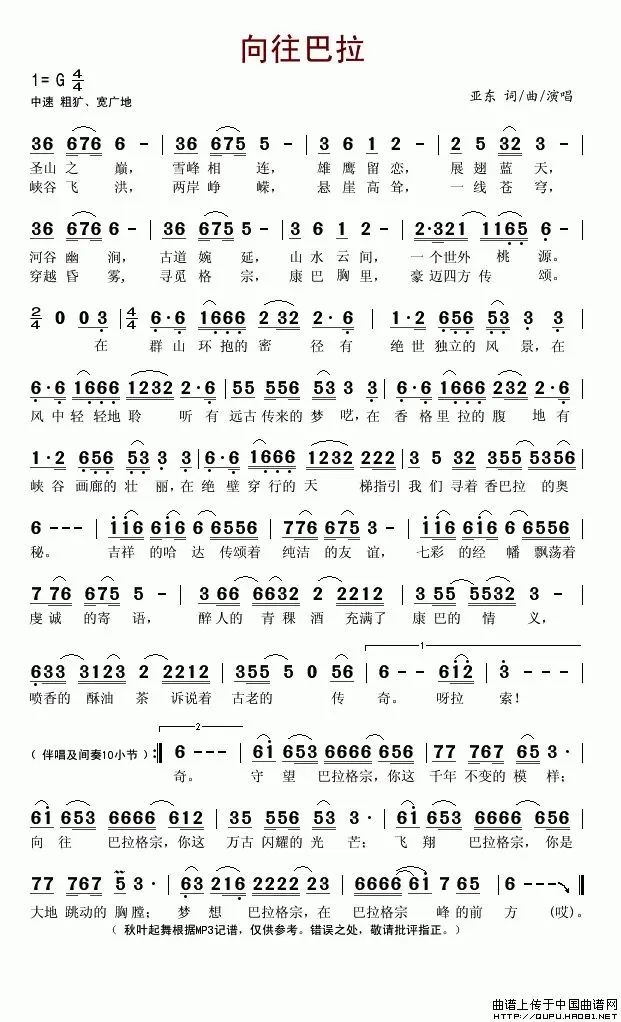 向往巴拉
1= G 4/4
中速 粗犷、宽广地
亚东 词/曲/演唱
36 676 6 - | 36 675 5 - | 3 6 1 2 - | 2 5 32 3 - |
圣山之 巅， 雪峰相 连， 雄鹰留恋， 展翅蓝 天，
峡谷飞 洪， 两岸峥 嵘， 悬崖高耸， 一线苍 穹，
36 676 6 - | 36 675 5 - | 3 6 1 2 - | 2·321 1165 6 - |
河谷幽 涧， 古道婉 延， 山水云间， 一个世外 桃 源。
穿越昏 雾， 寻觅格 宗， 康巴胸里， 豪迈四方传 颂。
2/4 0 0 3 | 4/4 6·6 1666 232 2·6 | 1·2 656 53 3 3 |
在 群山环抱的密 径有 绝世独立的风 景，在
6·6 1666 1232 2·6 | 55 556 53 3 3 | 6·6 1666 232 2·6 |
风中轻 轻地聆 听有 远古传来的梦 呓，在 香格里拉的腹 地有
1·2 656 53 3 3 | 6·6 1666 1232 222 | 3 5 32 355 5356 |
峡谷画廊的壮 丽，在 绝壁穿行的天 梯指引 我们寻着香巴拉 的奥
6 - - - | i i6 6i6 6 6556 | 776 675 3 - | i i6 6i6 6 6556 |
秘。 吉祥 的哈 达 传颂着 纯洁的友 谊， 七彩 的经 幡 飘荡着
7 76 675 5 - | 3 66 6632 2 2212 | 3 55 5532 3 - |
虔诚的寄 语， 醉人的青稞 酒 充满了 康巴的情 义，
633 3123 2 2212 | 355 5 0 56 | 6 - - 6i2 | 3 - - - |
喷香的 酥油 茶 诉说着 古老的 传 奇。 呀拉 索！
1
2
（ 伴唱及间奏10小节 ）:‖ 6 - - - | 6i 653 6666 656 | 77 767 65 3· |
奇。 守望 巴拉格宗，你这 千年 不变的模 样；
6i 653 6666 612 | 35 556 53 3· | 6i 653 6666 656 |
向往 巴拉格宗，你这 万古 闪耀的光 芒； 飞翔 巴拉格宗，你是
77 767 5 3· | 63 216 2222 23 | 6666 66i 7 65 | 6 - - - ‖
大地 跳动的胸膛； 梦想 巴拉格宗，在 巴拉格宗 峰的前 方 (哎)。
（ 秋叶起舞根据MP3记谱，仅供参考。错误之处，敬请批评指正。）
曲谱上传于中国曲谱网
HTTP://QUPU.HAO81.NET